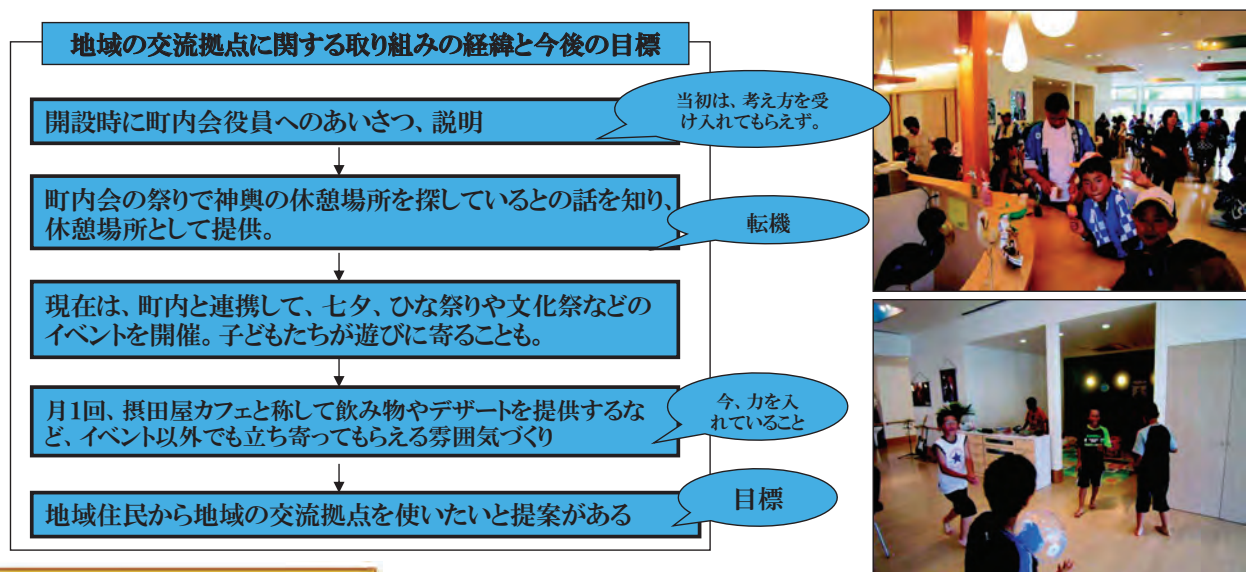 地域の交流拠点に関する取り組みの経緯と今後の目標
開設時に町内会役員へのあいさつ、説明
当初は、考え方を受
け入れてもらえず。
町内会の祭りで神輿の休憩場所を探しているとの話を知り、
休憩場所として提供。
転機
現在は、町内と連携して、七夕、ひな祭りや文化祭などの
イベントを開催。子どもたちが遊びに寄ることも。
月1回、摂田屋カフェと称して飲み物やデザートを提供するな
ど、イベント以外でも立ち寄ってもらえる雰囲気づくり
今、力を入
れていること
地域住民から地域の交流拠点を使いたいと提案がある
目標